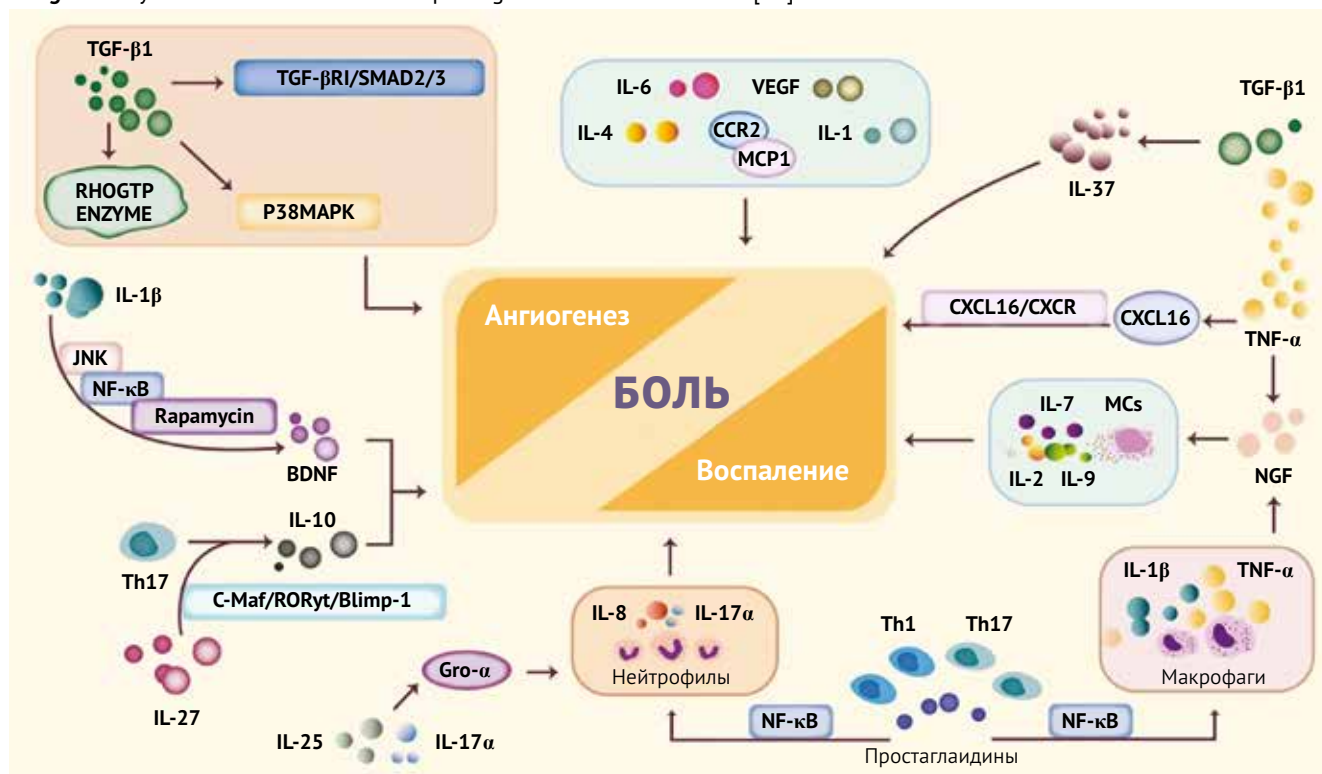 TGF-β1
TGF-βRI/SMAD2/3
RHOGTP
ENZYME
P38MAPK
IL-6
VEGF
IL-4
CCR2
MCP1
IL-1
TGF-β1
IL-37
IL-1β
JNK
NF-κB
Rapamycin
BDNF
Ангиогенез
БОЛЬ
Воспаление
CXCL16/CXCR
CXCL16
TNF-α
IL-7
MCs
IL-2
IL-9
NGF
IL-10
Th17
C-Maf/RORyt/Blimp-1
IL-27
IL-25
IL-17α
Gro-α
IL-8
IL-17α
Нейтрофилы
Th1
Th17
NF-κB
NF-κB
Простаглаидины
IL-1β
TNF-α
Макрофаги